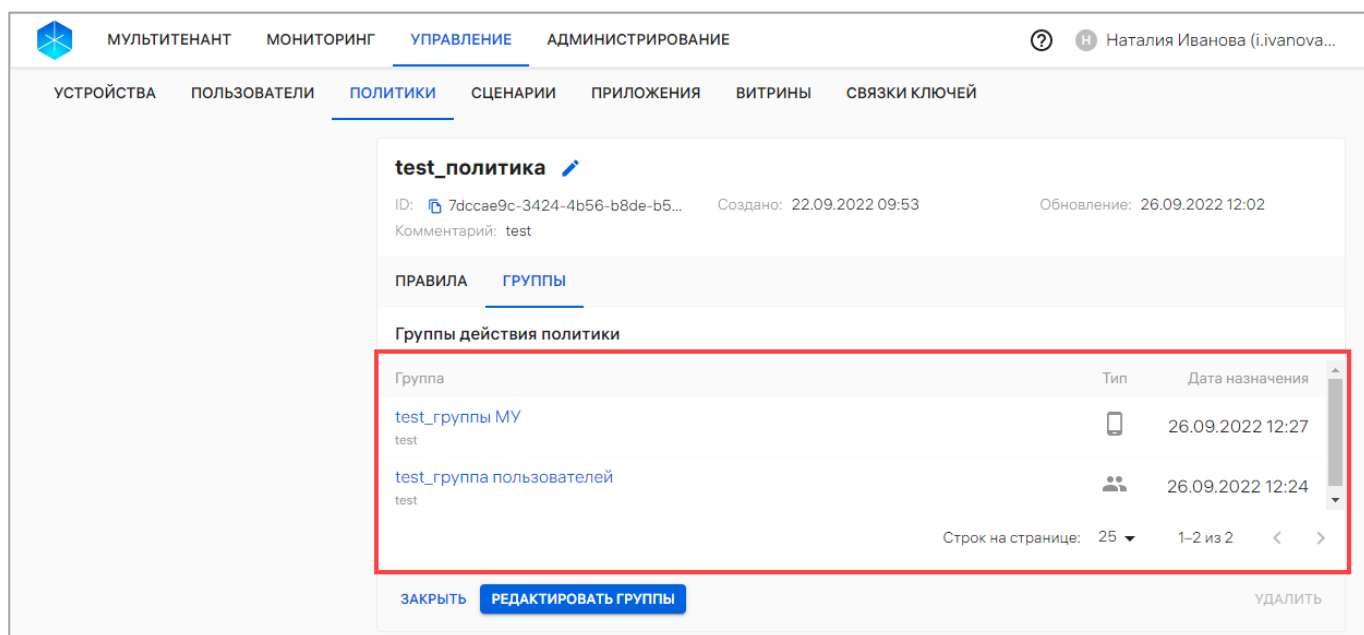 МУЛЬТИТЕНАНТ МОНИТОРИНГ УПРАВЛЕНИЕ АДМИНИСТРИРОВАНИЕ ? Н Наталия Иванова (i.ivanova...
УСТРОЙСТВА ПОЛЬЗОВАТЕЛИ ПОЛИТИКИ СЦЕНАРИИ ПРИЛОЖЕНИЯ ВИТРИНЫ СВЯЗКИ КЛЮЧЕЙ
test_политика
ID: 7dccae9c-3424-4b56-b8de-b5... Создано: 22.09.2022 09:53 Обновление: 26.09.2022 12:02
Комментарий: test
ПРАВИЛА ГРУППЫ
Группы действия политики
Группа Тип Дата назначения
test_группы МУ 26.09.2022 12:27
test
test_группа пользователей 26.09.2022 12:24
test
Строк на странице: 25 1–2 из 2
ЗАКРЫТЬ РЕДАКТИРОВАТЬ ГРУППЫ УДАЛИТЬ